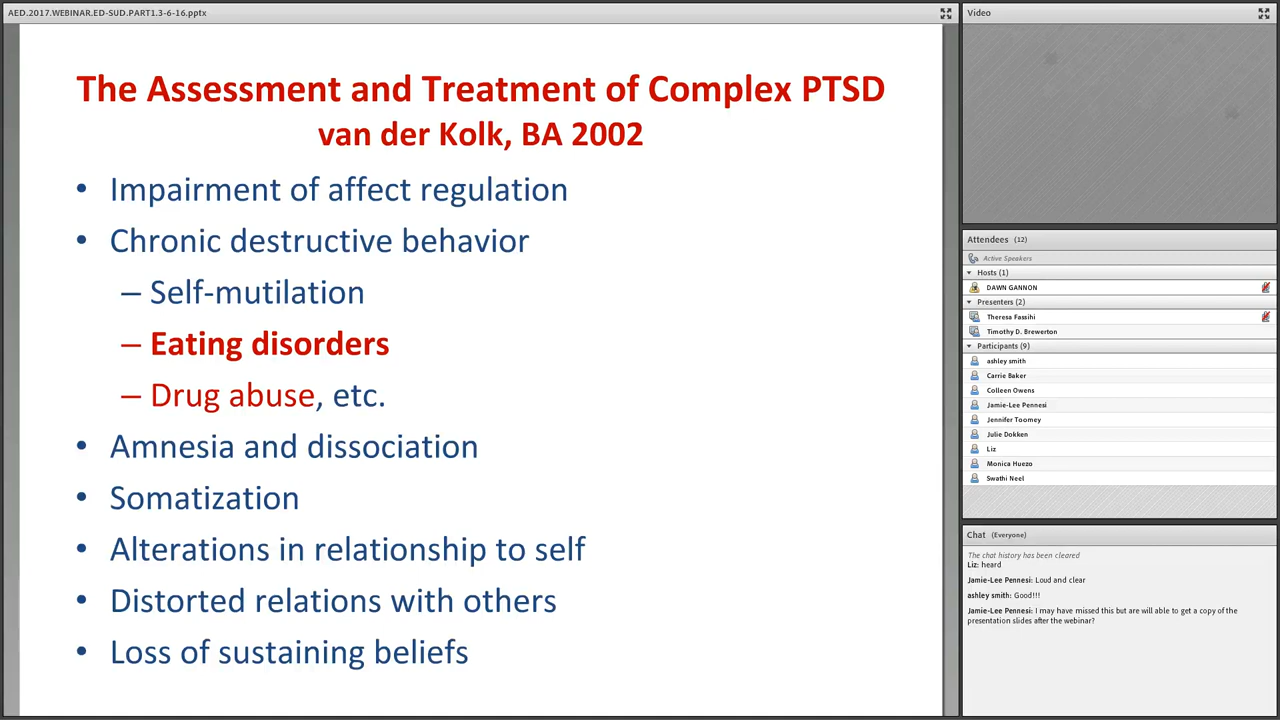 AED.2017.WEBINAR.ED-SUD.PART1.3-6-16.pptx
The Assessment and Treatment of Complex PTSD
van der Kolk, BA 2002
• Impairment of affect regulation
• Chronic destructive behavior
– Self-mutilation
– Eating disorders
– Drug abuse, etc.
• Amnesia and dissociation
• Somatization
• Alterations in relationship to self
• Distorted relations with others
• Loss of sustaining beliefs
Video
Attendees (12)
Active Speakers
Hosts (1)
DAWN GANNON
Presenters (2)
Theresa Fassihi
Timothy D. Brewerton
Participants (9)
ashley smith
Carrie Baker
Colleen Owens
Jamie-Lee Pennesi
Jennifer Toomey
Julie Dokken
Liz
Monica Huezo
Swathi Neel
Chat (Everyone)
The chat history has been cleared
Liz: heard
Jamie-Lee Pennesi: Loud and clear
ashley smith: Good!!!
Jamie-Lee Pennesi: I may have missed this but are will able to get a copy of the
presentation slides after the webinar?